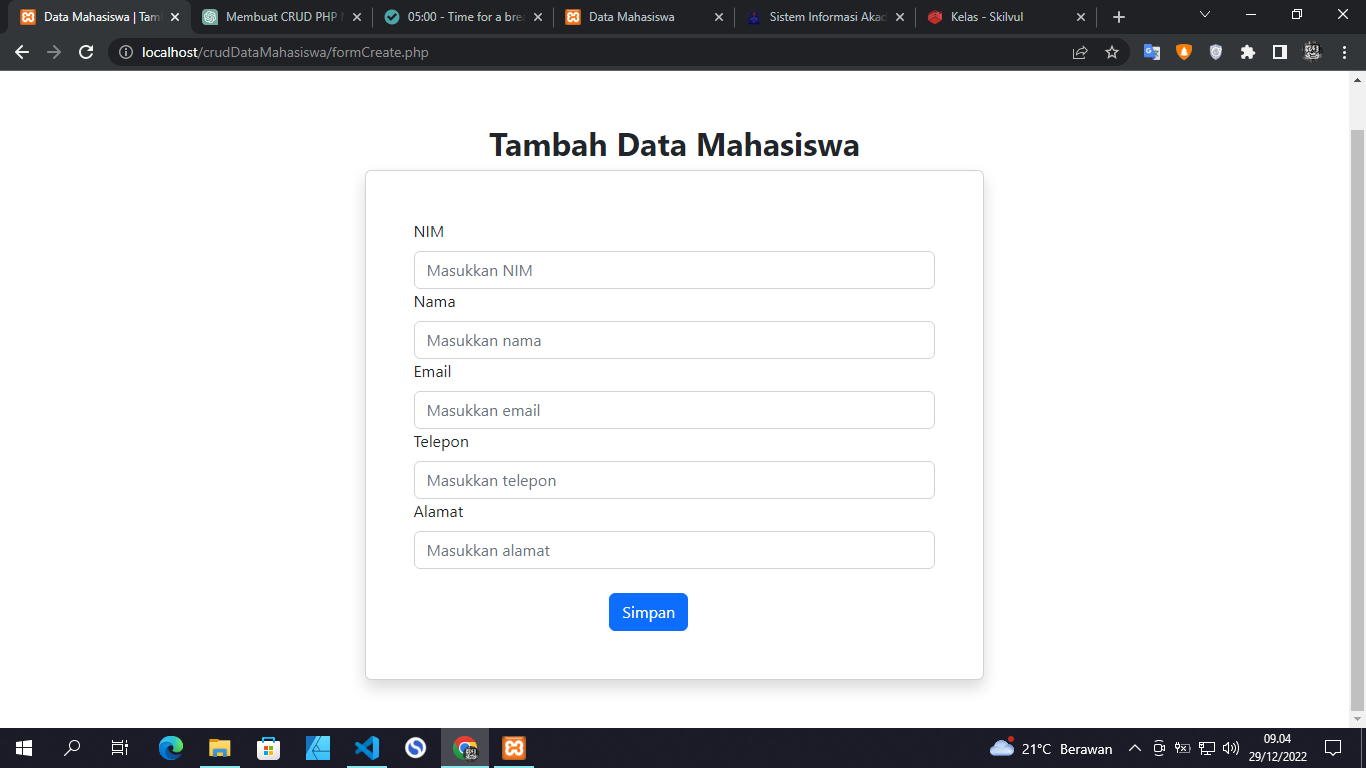 Data Mahasiswa | Tam
Membuat CRUD PHP
05:00 - Time for a bre
Data Mahasiswa
Sistem Informasi Akad
Kelas - Skilvul
localhost/crudDataMahasiswa/formCreate.php
Tambah Data Mahasiswa
NIM
Masukkan NIM
Nama
Masukkan nama
Email
Masukkan email
Telepon
Masukkan telepon
Alamat
Masukkan alamat
Simpan
21°C Berawan
09.04
29/12/2022